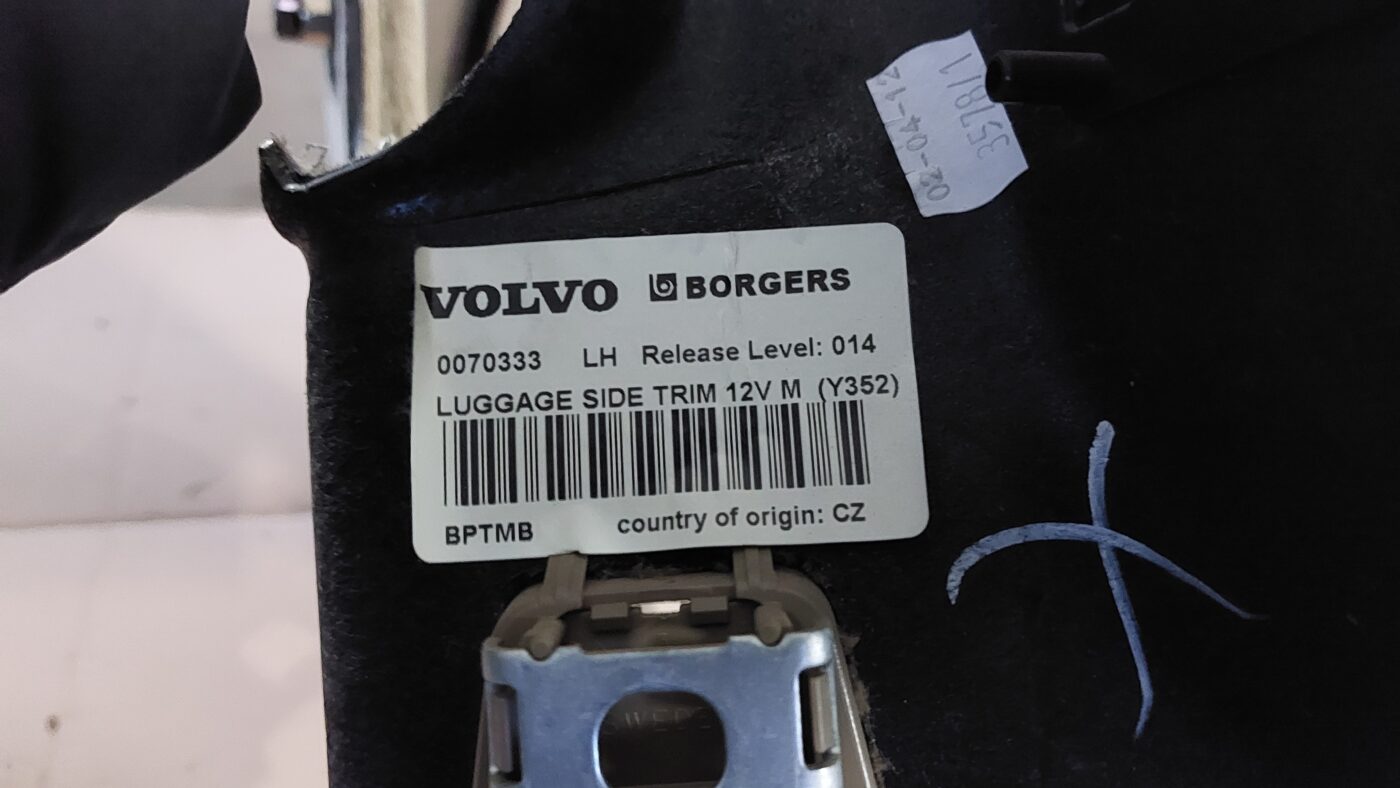 02-04-12
3578/1
VOLVO BORGERS
0070333 LH Release Level: 014
LUGGAGE SIDE TRIM 12V M (Y352)
BPTMB country of origin: CZ